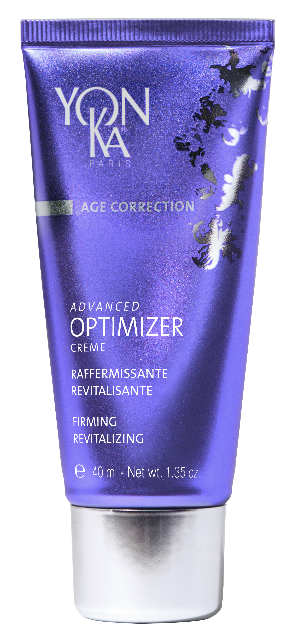 YON
KA
PARIS
AGE CORRECTION
ADVANCED
OPTIMIZER
CREME
RAFFERMISSANTE
REVITALISANTE
FIRMING
REVITALIZING
e 40 ml - Net wt. 1.35 oz.